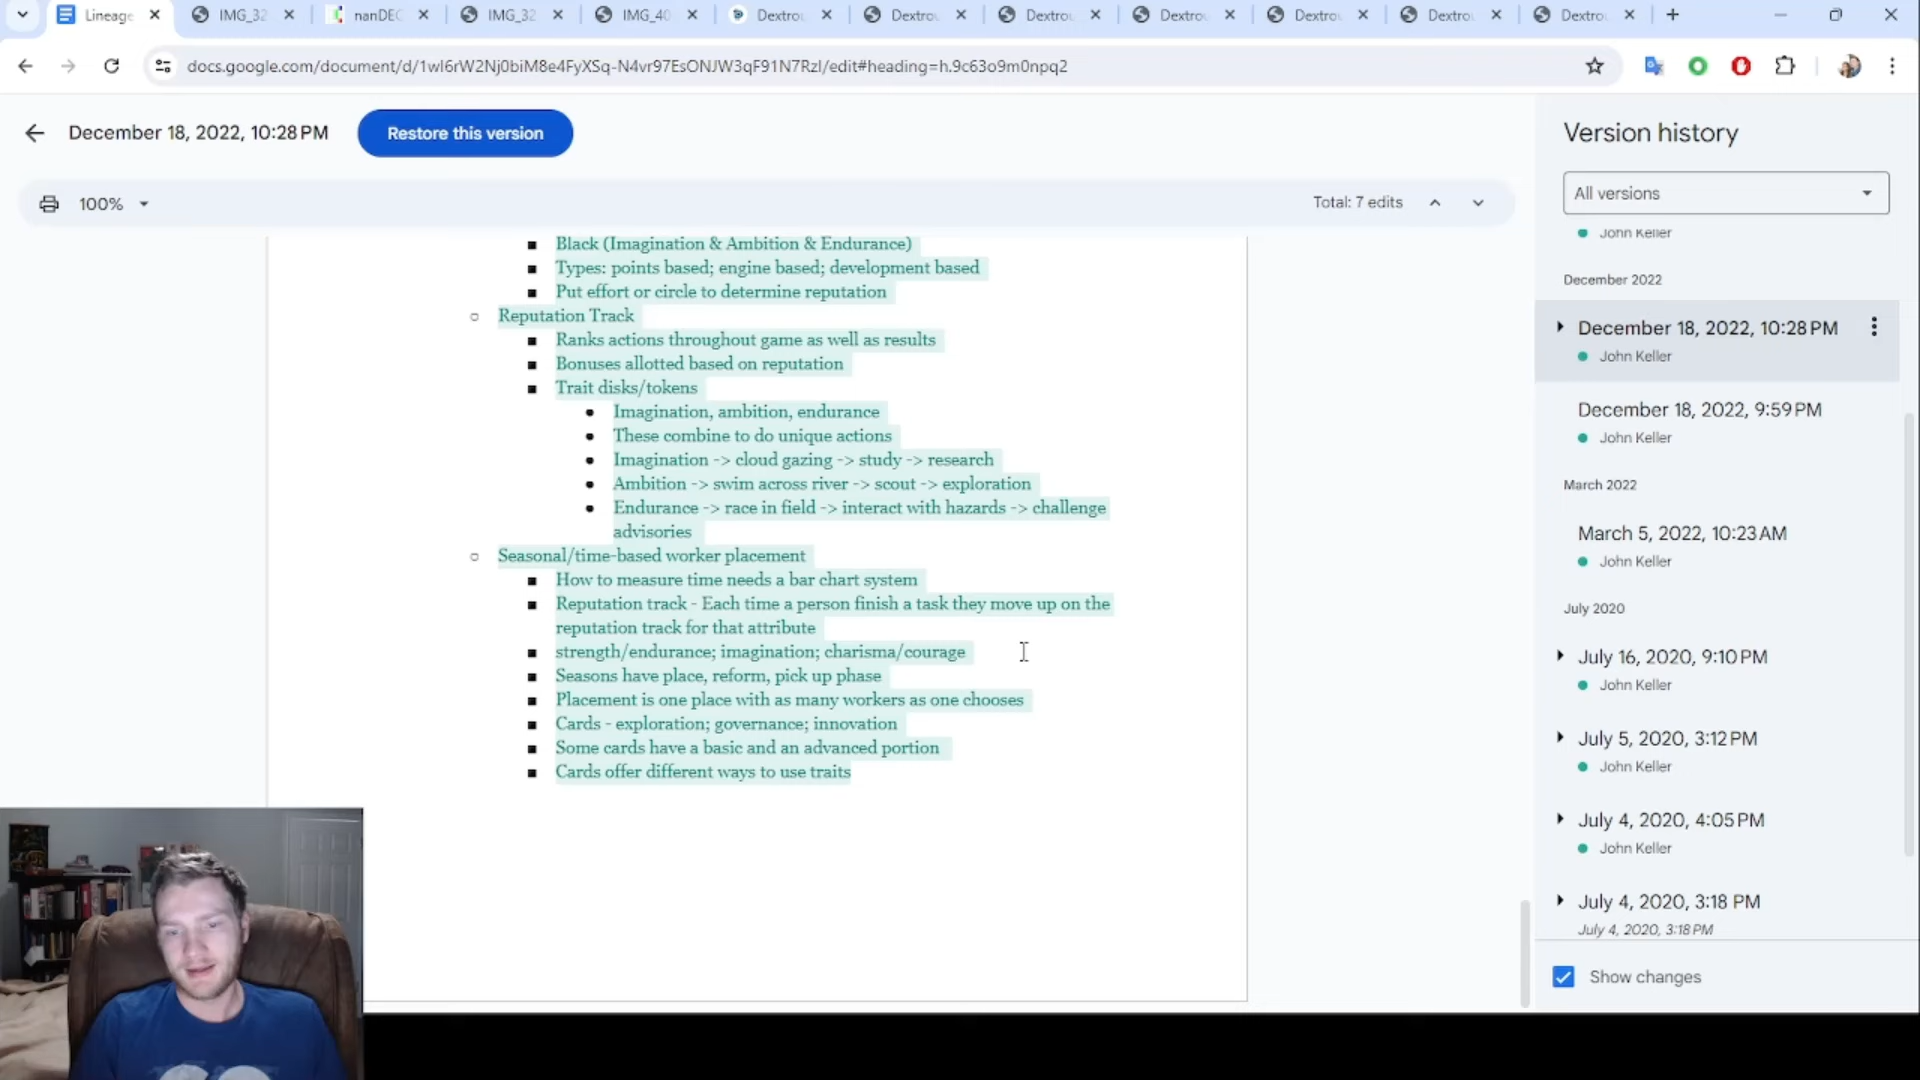 Lineage
IMG_32
nanDEC
IMG_32
IMG_40
Dextrou
Dextrou
Dextrou
Dextro
Dextrou
Dextrou
Dextrou
docs.google.com/document/d/1wl6rW2Nj0biM8e4FyXSq-N4vr97EsONJW3qF91N7RzI/edit#heading=h.9c63o9m0npq2
December 18, 2022, 10:28 PM
Restore this version
100%
Total: 7 edits
Black (Imagination & Ambition & Endurance)
Types: points based; engine based; development based
Put effort or circle to determine reputation
Reputation Track
Ranks actions throughout game as well as results
Bonuses allotted based on reputation
Trait disks/tokens
Imagination, ambition, endurance
These combine to do unique actions
Imagination -> cloud gazing -> study -> research
Ambition -> swim across river -> scout -> exploration
Endurance -> race in field -> interact with hazards -> challenge
advisories
Seasonal/time-based worker placement
How to measure time needs a bar chart system
Reputation track - Each time a person finish a task they move up on the
reputation track for that attribute
strength/endurance; imagination; charisma/courage
Seasons have place, reform, pick up phase
Placement is one place with as many workers as one chooses
Cards - exploration; governance; innovation
Some cards have a basic and an advanced portion
Cards offer different ways to use traits
Version history
All versions
John Keller
December 2022
December 18, 2022, 10:28 PM
John Keller
December 18, 2022, 9:59 PM
John Keller
March 2022
March 5, 2022, 10:23 AM
John Keller
July 2020
July 16, 2020, 9:10 PM
John Keller
July 5, 2020, 3:12 PM
John Keller
July 4, 2020, 4:05 PM
John Keller
July 4, 2020, 3:18 PM
July 4, 2020, 3:18 PM
Show changes